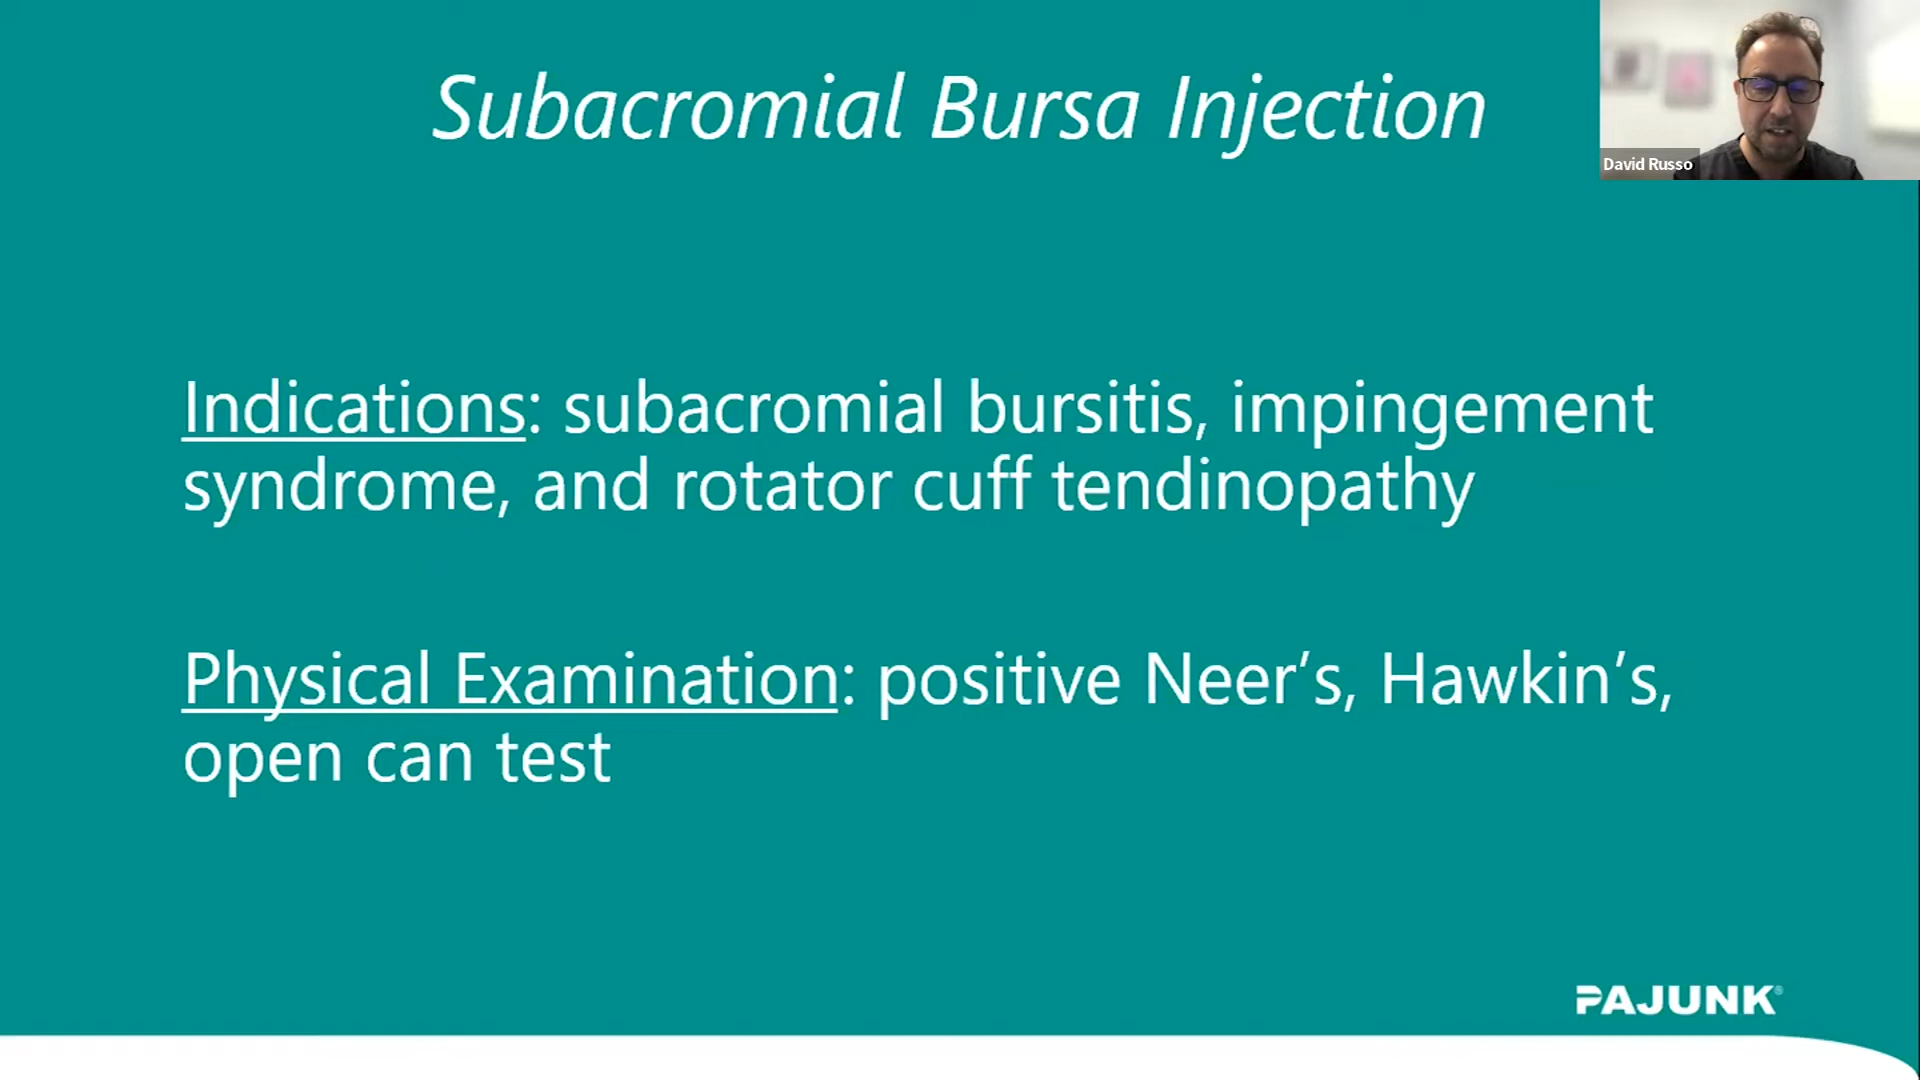 Subacromial Bursa Injection
David Russo
Indications: subacromial bursitis, impingement
syndrome, and rotator cuff tendinopathy
Physical Examination: positive Neer’s, Hawkin’s,
open can test
PAJUNK®